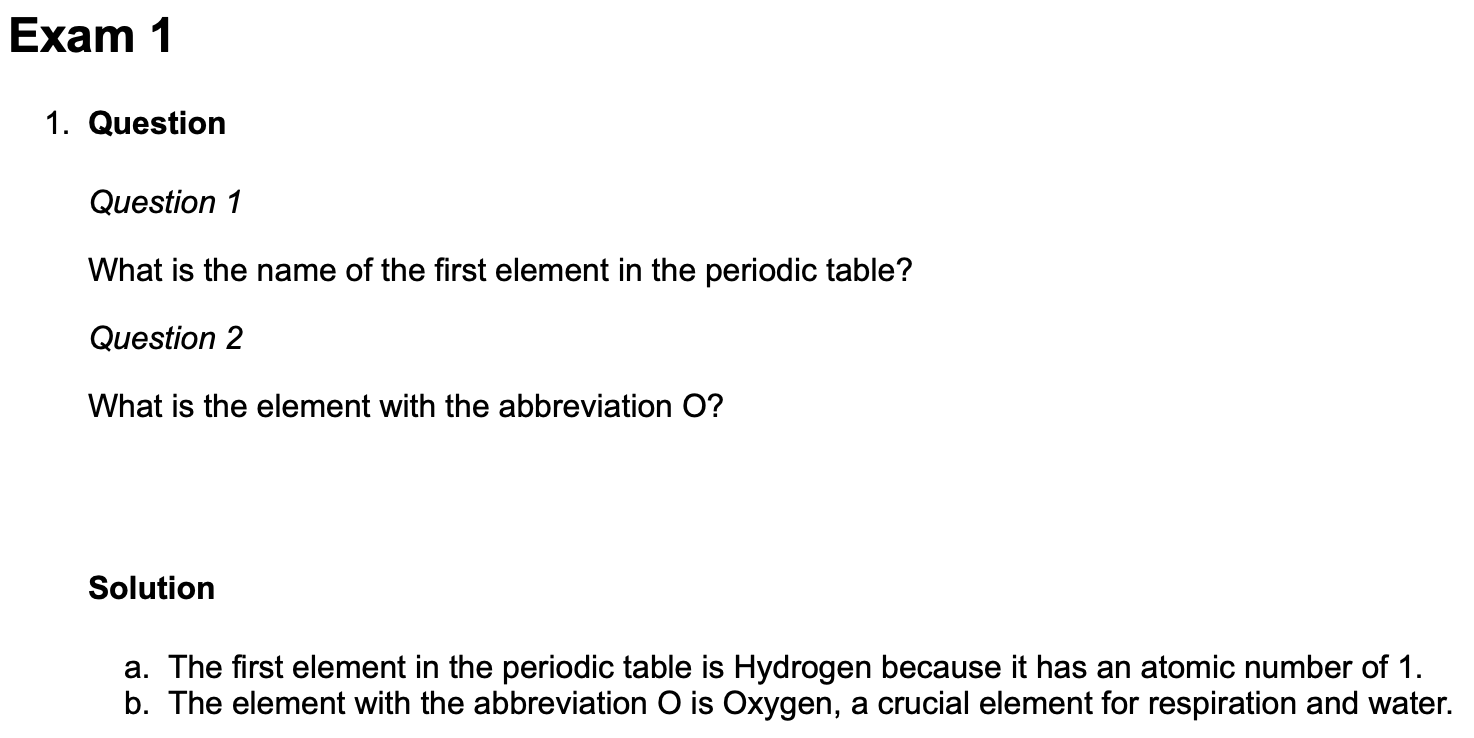 Exam 1
1. Question
Question 1
What is the name of the first element in the periodic table?
Question 2
What is the element with the abbreviation O?
Solution
a. The first element in the periodic table is Hydrogen because it has an atomic number of 1.
b. The element with the abbreviation O is Oxygen, a crucial element for respiration and water.